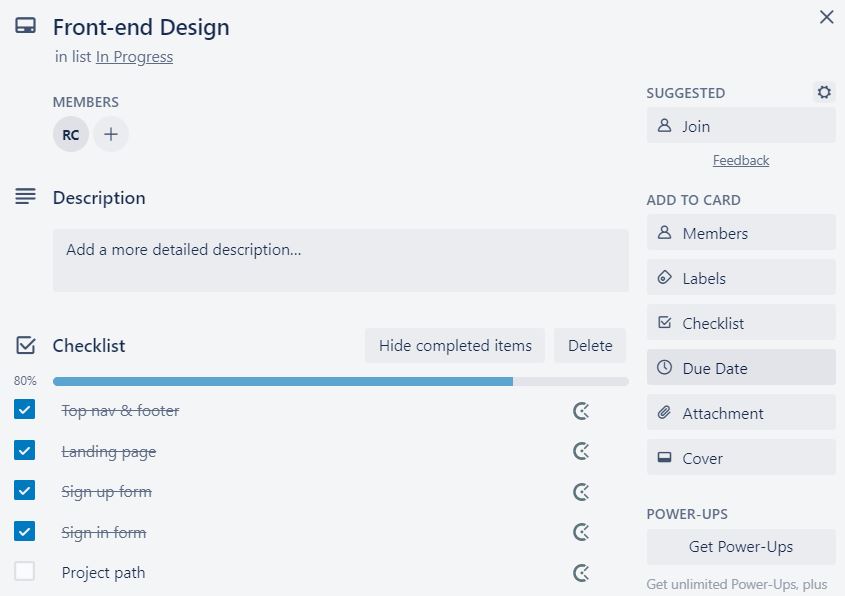 Front-end Design
in list In Progress
MEMBERS
RC
Description
Add a more detailed description...
Checklist
Hide completed items
Delete
80%
Top nav & footer
Landing page
Sign up form
Sign in form
Project path
SUGGESTED
Join
Feedback
ADD TO CARD
Members
Labels
Checklist
Due Date
Attachment
Cover
POWER-UPS
Get Power-Ups
Get unlimited Power-Ups, plus